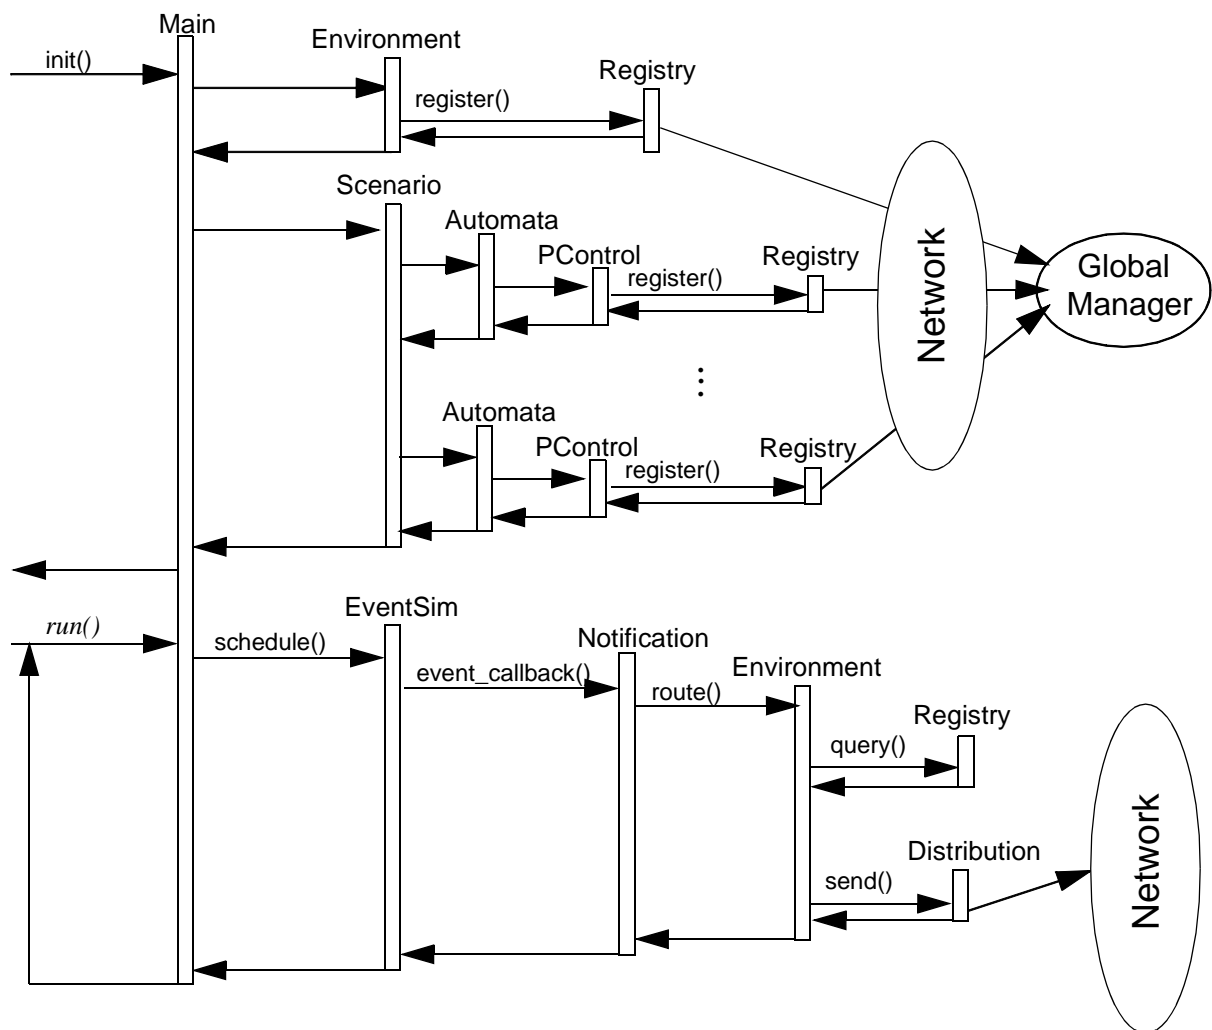 Main
Environment
init()
Registry
register()
Scenario
Automata
PControl
Registry
register()
Network
Global
Manager
⋮
Automata
PControl
Registry
register()
EventSim
run()
schedule()
Notification
event_callback()
Environment
route()
Registry
query()
Distribution
send()
Network